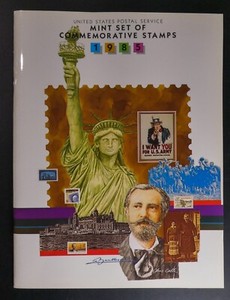 UNITED STATES POSTAL SERVICE
MINT SET OF
COMMEMORATIVE STAMPS
1985
I WANT YOU
FOR U.S. ARMY